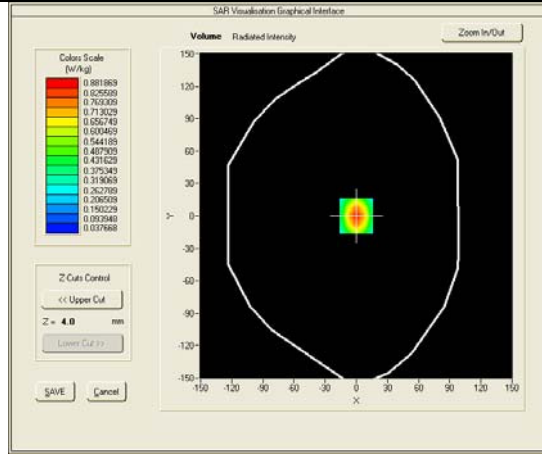 SAR Visualisation Graphical Interface
Volume Radiated Intensity
Zoom In/Out
Colors Scale
(W/kg)
0.881869
0.825589
0.769309
0.713029
0.656749
0.600469
0.544189
0.487909
0.431629
0.375349
0.319069
0.262789
0.206509
0.150229
0.093948
0.037668
150-
120-
90-
60-
30-
Y
0-
-30-
-60-
-90-
-120-
-150-
-150 -120 -90 -60 -30 0 30 60 90 120 150
X
Z Cuts Control
<< Upper Cut
Z = 4.0 mm
Lower Cut >>
SAVE Cancel